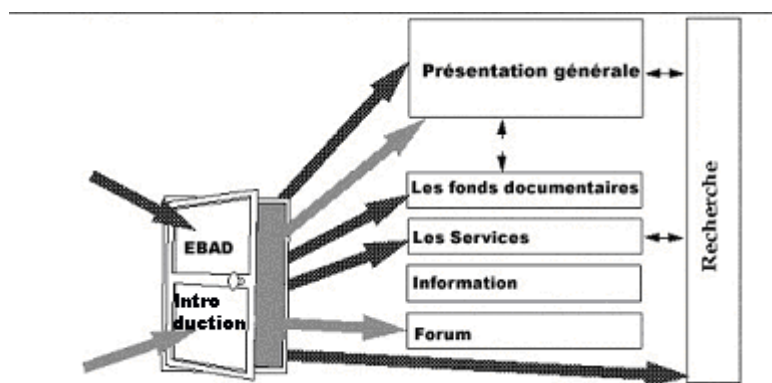 Présentation générale
Les fonds documentaires
Les Services
Information
Forum
EBAD
Intro
duction
Recherche